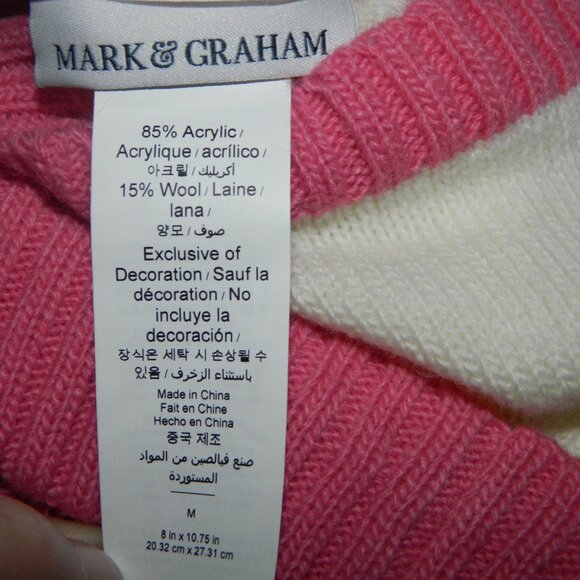 MARK & GRAHAM
85% Acrylic /
Acrylique / acrílico /
아크릴 / أكريليك /
15% Wool / Laine /
lana /
양모 / صوف /
Exclusive of
Decoration / Sauf la
décoration / No
incluye la
decoración /
장식은 세탁 시 손상될 수
있음 / باستثناء الزخرف /
Made in China
Fait en Chine
Hecho en China
중국 제조
صنع فيالصين من المواد
المستوردة
M
8 in x 10.75 in
20.32 cm x 27.31 cm